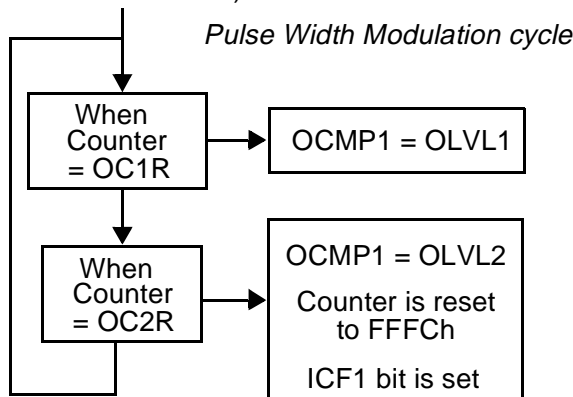 Pulse Width Modulation cycle
When
Counter
= OC1R
OCMP1 = OLVL1
When
Counter
= OC2R
OCMP1 = OLVL2
Counter is reset
to FFFCh
ICF1 bit is set